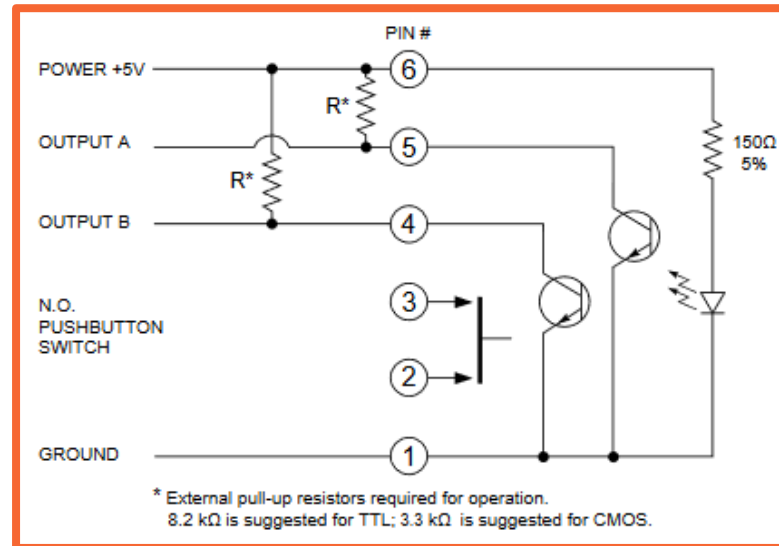 PIN #
POWER +5V
6
R*
150Ω
5%
OUTPUT A
5
R*
OUTPUT B
4
N.O.
PUSHBUTTON
SWITCH
3
2
GROUND
1
* External pull-up resistors required for operation.
8.2 kΩ is suggested for TTL; 3.3 kΩ is suggested for CMOS.